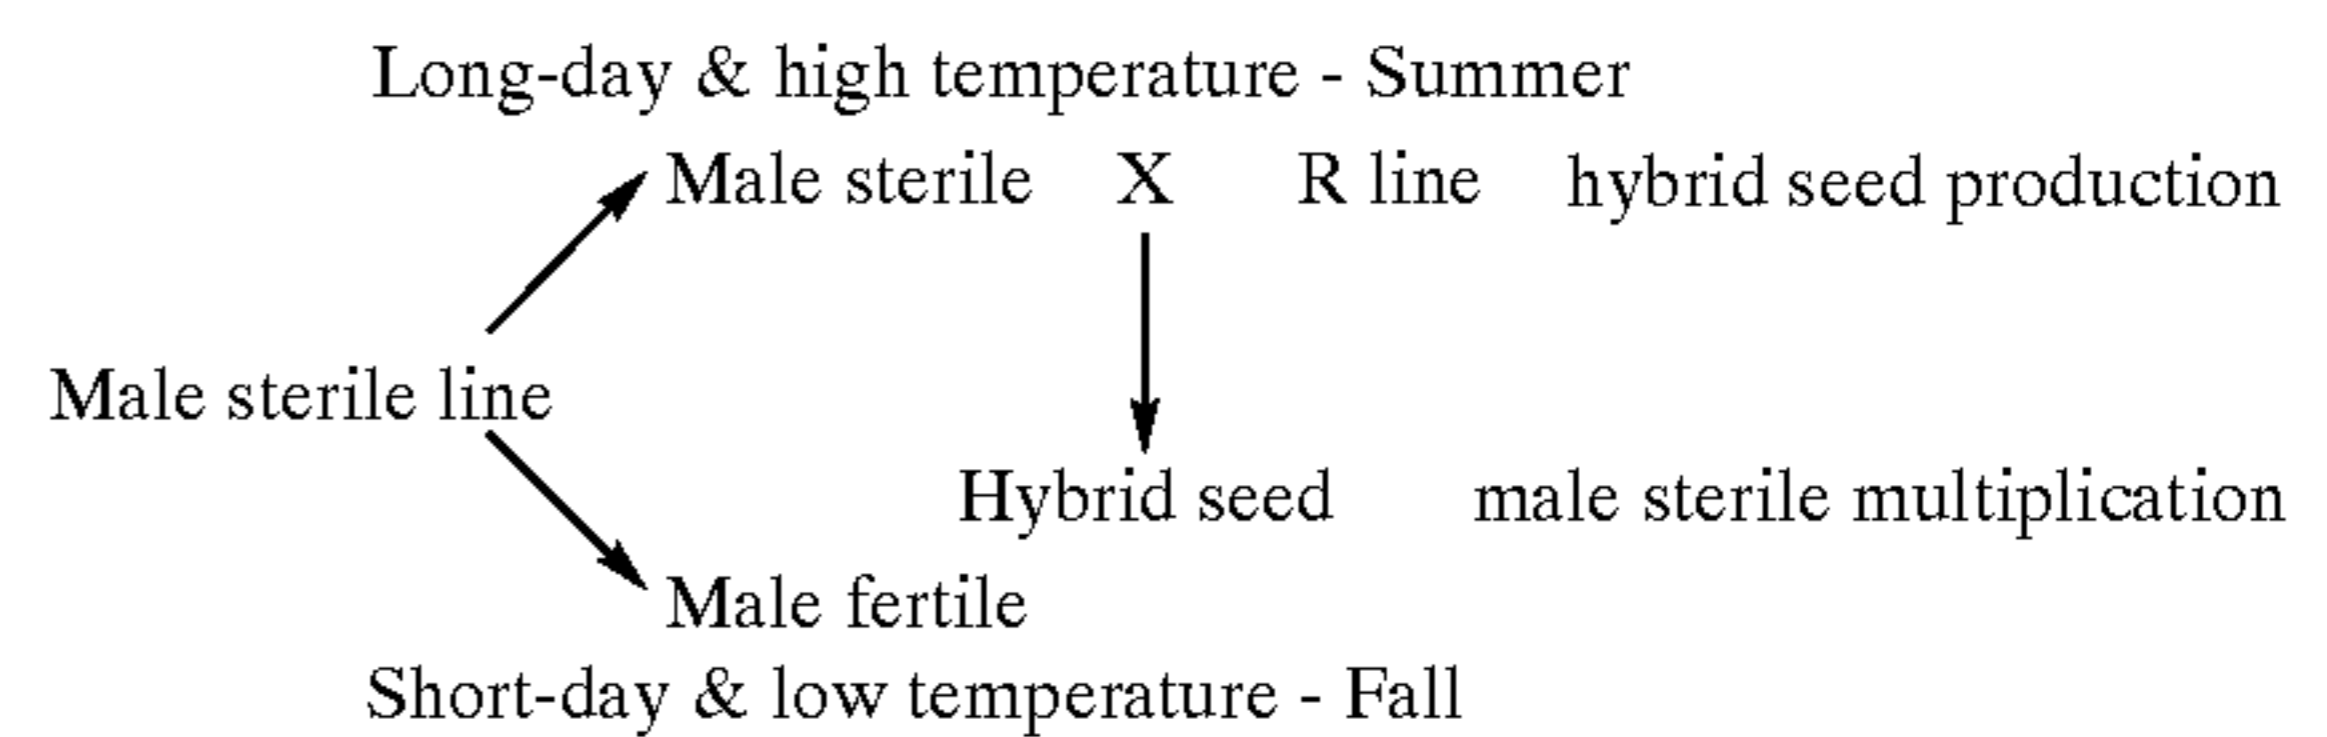 Long-day & high temperature - Summer
Male sterile X R line hybrid seed production
Male sterile line
Hybrid seed male sterile multiplication
Male fertile
Short-day & low temperature - Fall